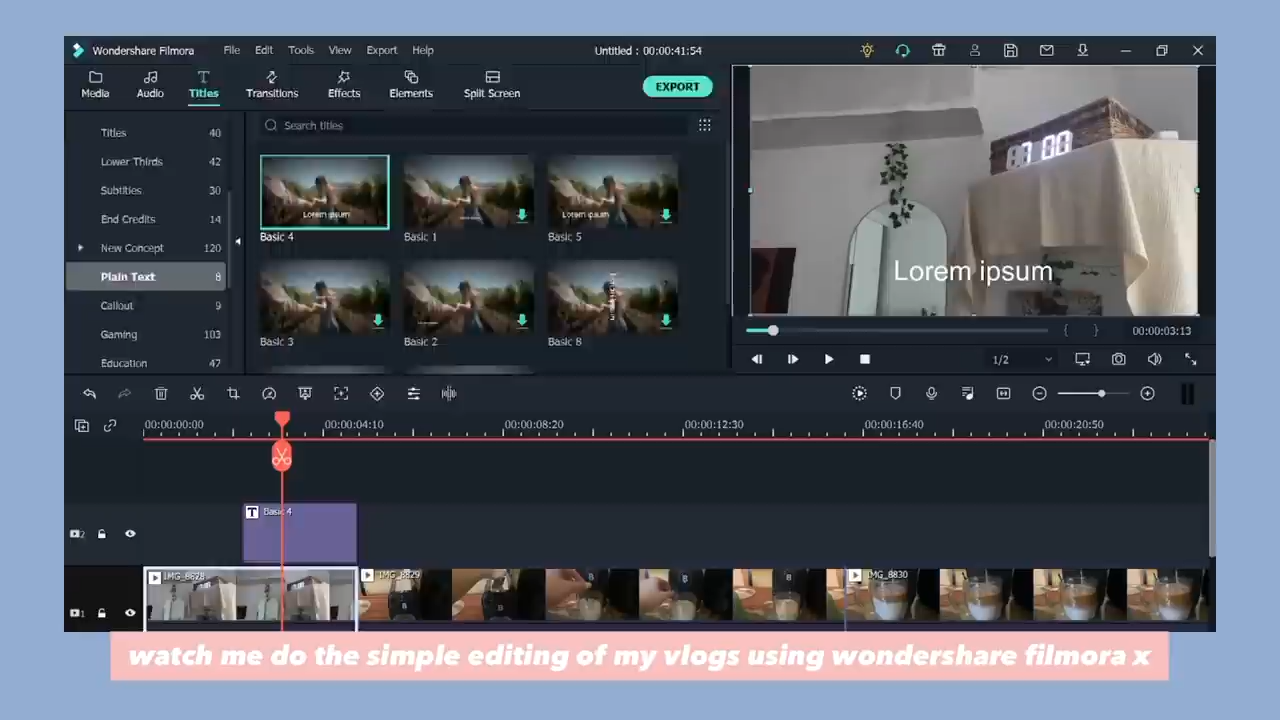 Wondershare Filmora File Edit Tools View Export Help Untitled : 00:00:41:54
Media Audio Titles Transitions Effects Elements Split Screen EXPORT
Titles 40
Lower Thirds 42
Subtitles 30
End Credits 14
New Concept 120
Plain Text 8
Callout 9
Gaming 103
Education 47
Search titles
Lorem ipsum
Lorem ipsum
Basic 4 Basic 1 Basic 5
Basic 3 Basic 2 Basic 8
7 00
Lorem ipsum
{ } 00:00:03:13
1/2
00:00:00:00 00:00:04:10 00:00:08:20 00:00:12:30 00:00:16:40 00:00:20:50
T Basic 4
2
IMG_8828 IMG_8829 IMG_8830
1
watch me do the simple editing of my vlogs using wondershare filmora x